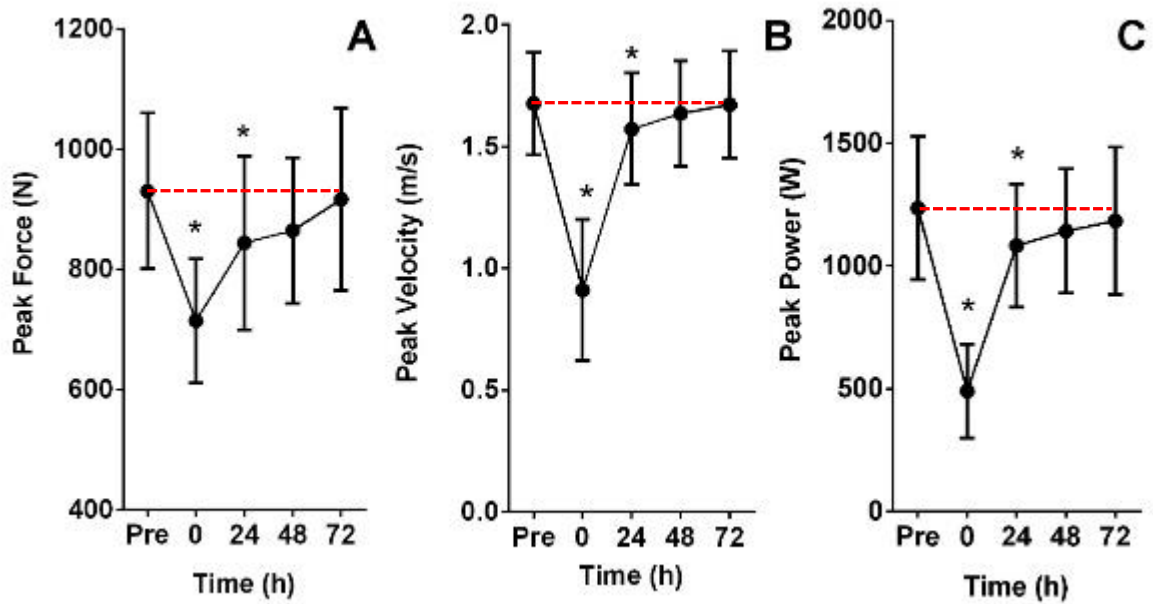 A
Peak Force (N)
1200
1000
800
600
400
*
*
Pre 0 24 48 72
Time (h)
B
Peak Velocity (m/s)
2.0
1.5
1.0
0.5
0.0
*
*
Pre 0 24 48 72
Time (h)
C
Peak Power (W)
2000
1500
1000
500
0
*
*
Pre 0 24 48 72
Time (h)